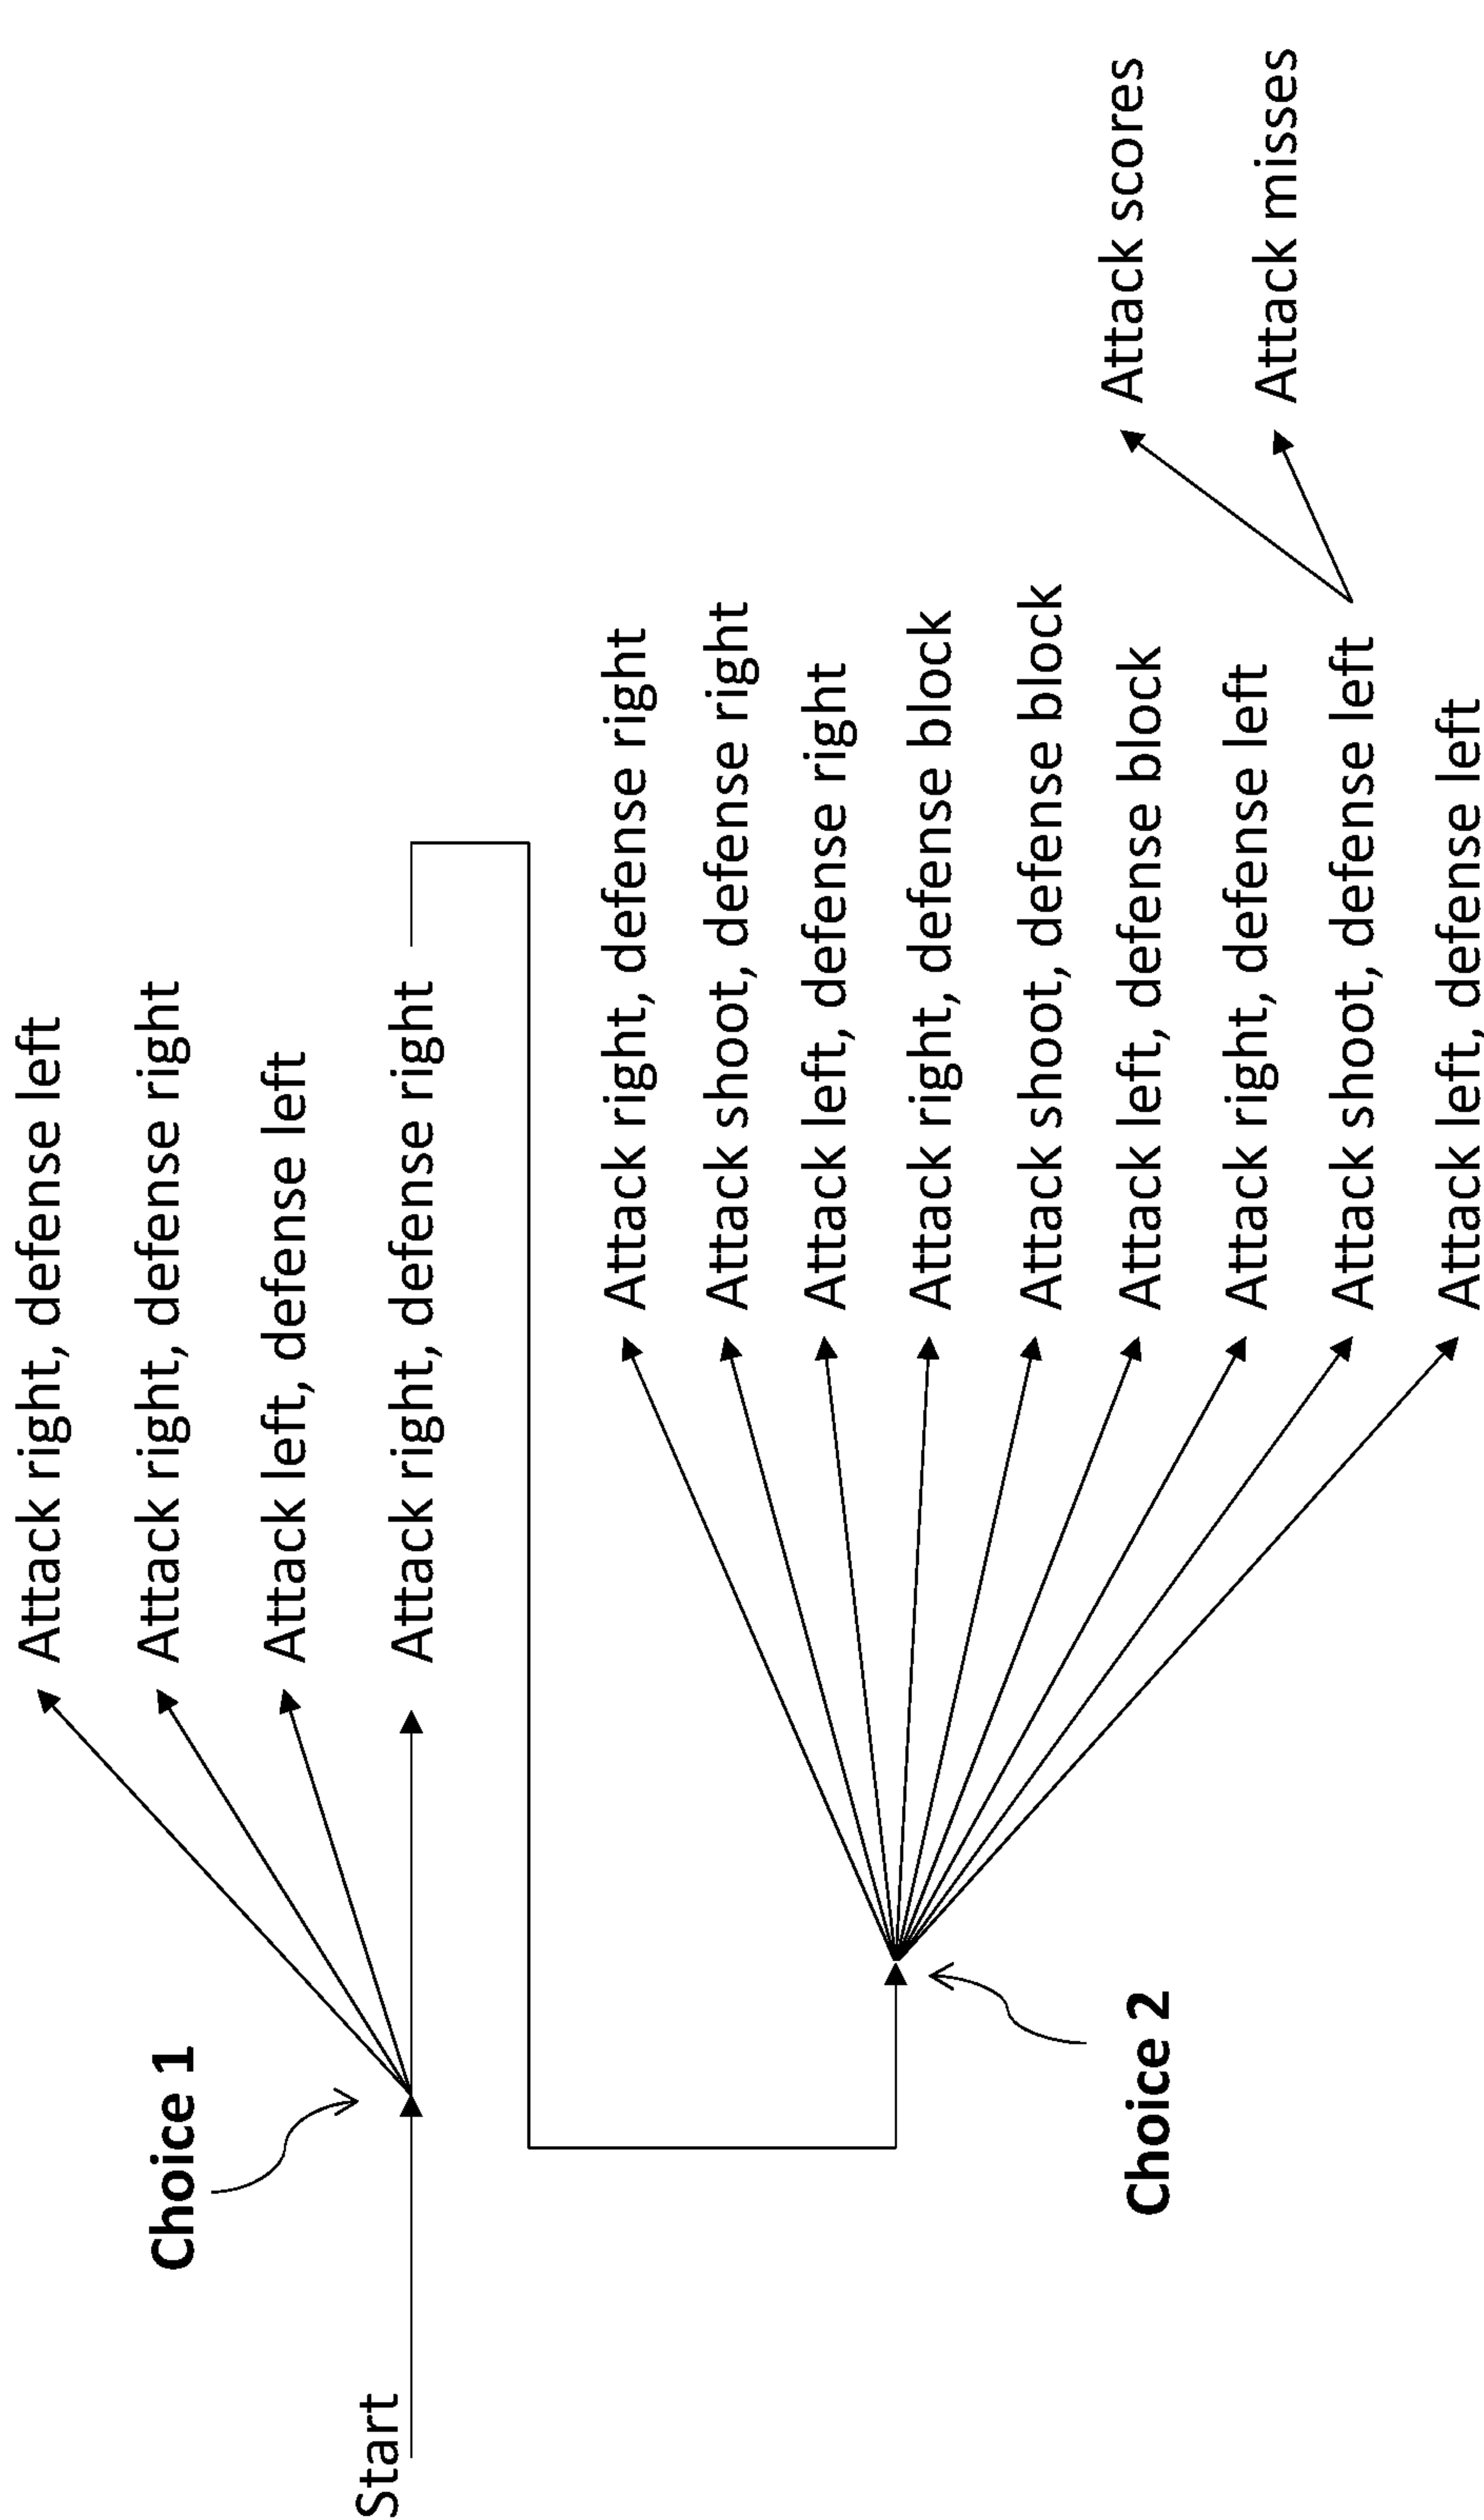 Choice 1
Start
Attack right, defense left
Attack right, defense right
Attack left, defense left
Attack right, defense right
Choice 2
Attack right, defense right
Attack shoot, defense right
Attack left, defense right
Attack right, defense block
Attack shoot, defense block
Attack left, defense block
Attack right, defense left
Attack shoot, defense left
Attack left, defense left
Attack scores
Attack misses